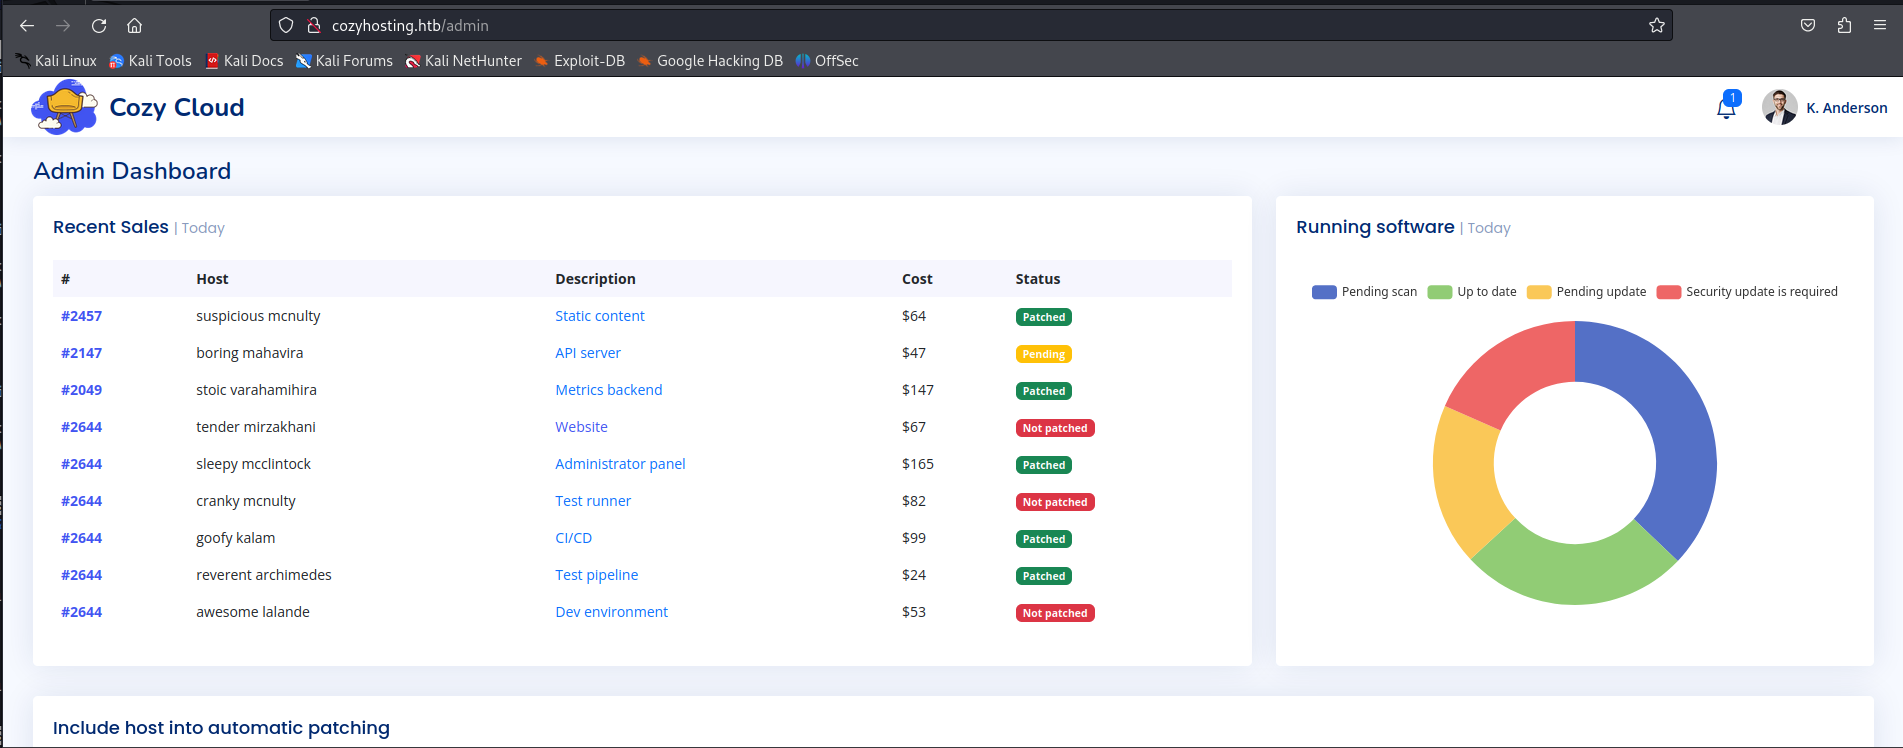 cozyhosting.htb/admin
Kali Linux Kali Tools Kali Docs Kali Forums Kali NetHunter Exploit-DB Google Hacking DB OffSec
Cozy Cloud 1 K. Anderson
Admin Dashboard
Recent Sales | Today
# Host Description Cost Status
#2457 suspicious mcnulty Static content $64 Patched
#2147 boring mahavira API server $47 Pending
#2049 stoic varahamihira Metrics backend $147 Patched
#2644 tender mirzakhani Website $67 Not patched
#2644 sleepy mcclintock Administrator panel $165 Patched
#2644 cranky mcnulty Test runner $82 Not patched
#2644 goofy kalam CI/CD $99 Patched
#2644 reverent archimedes Test pipeline $24 Patched
#2644 awesome lalande Dev environment $53 Not patched
Running software | Today
Pending scan Up to date Pending update Security update is required
Include host into automatic patching